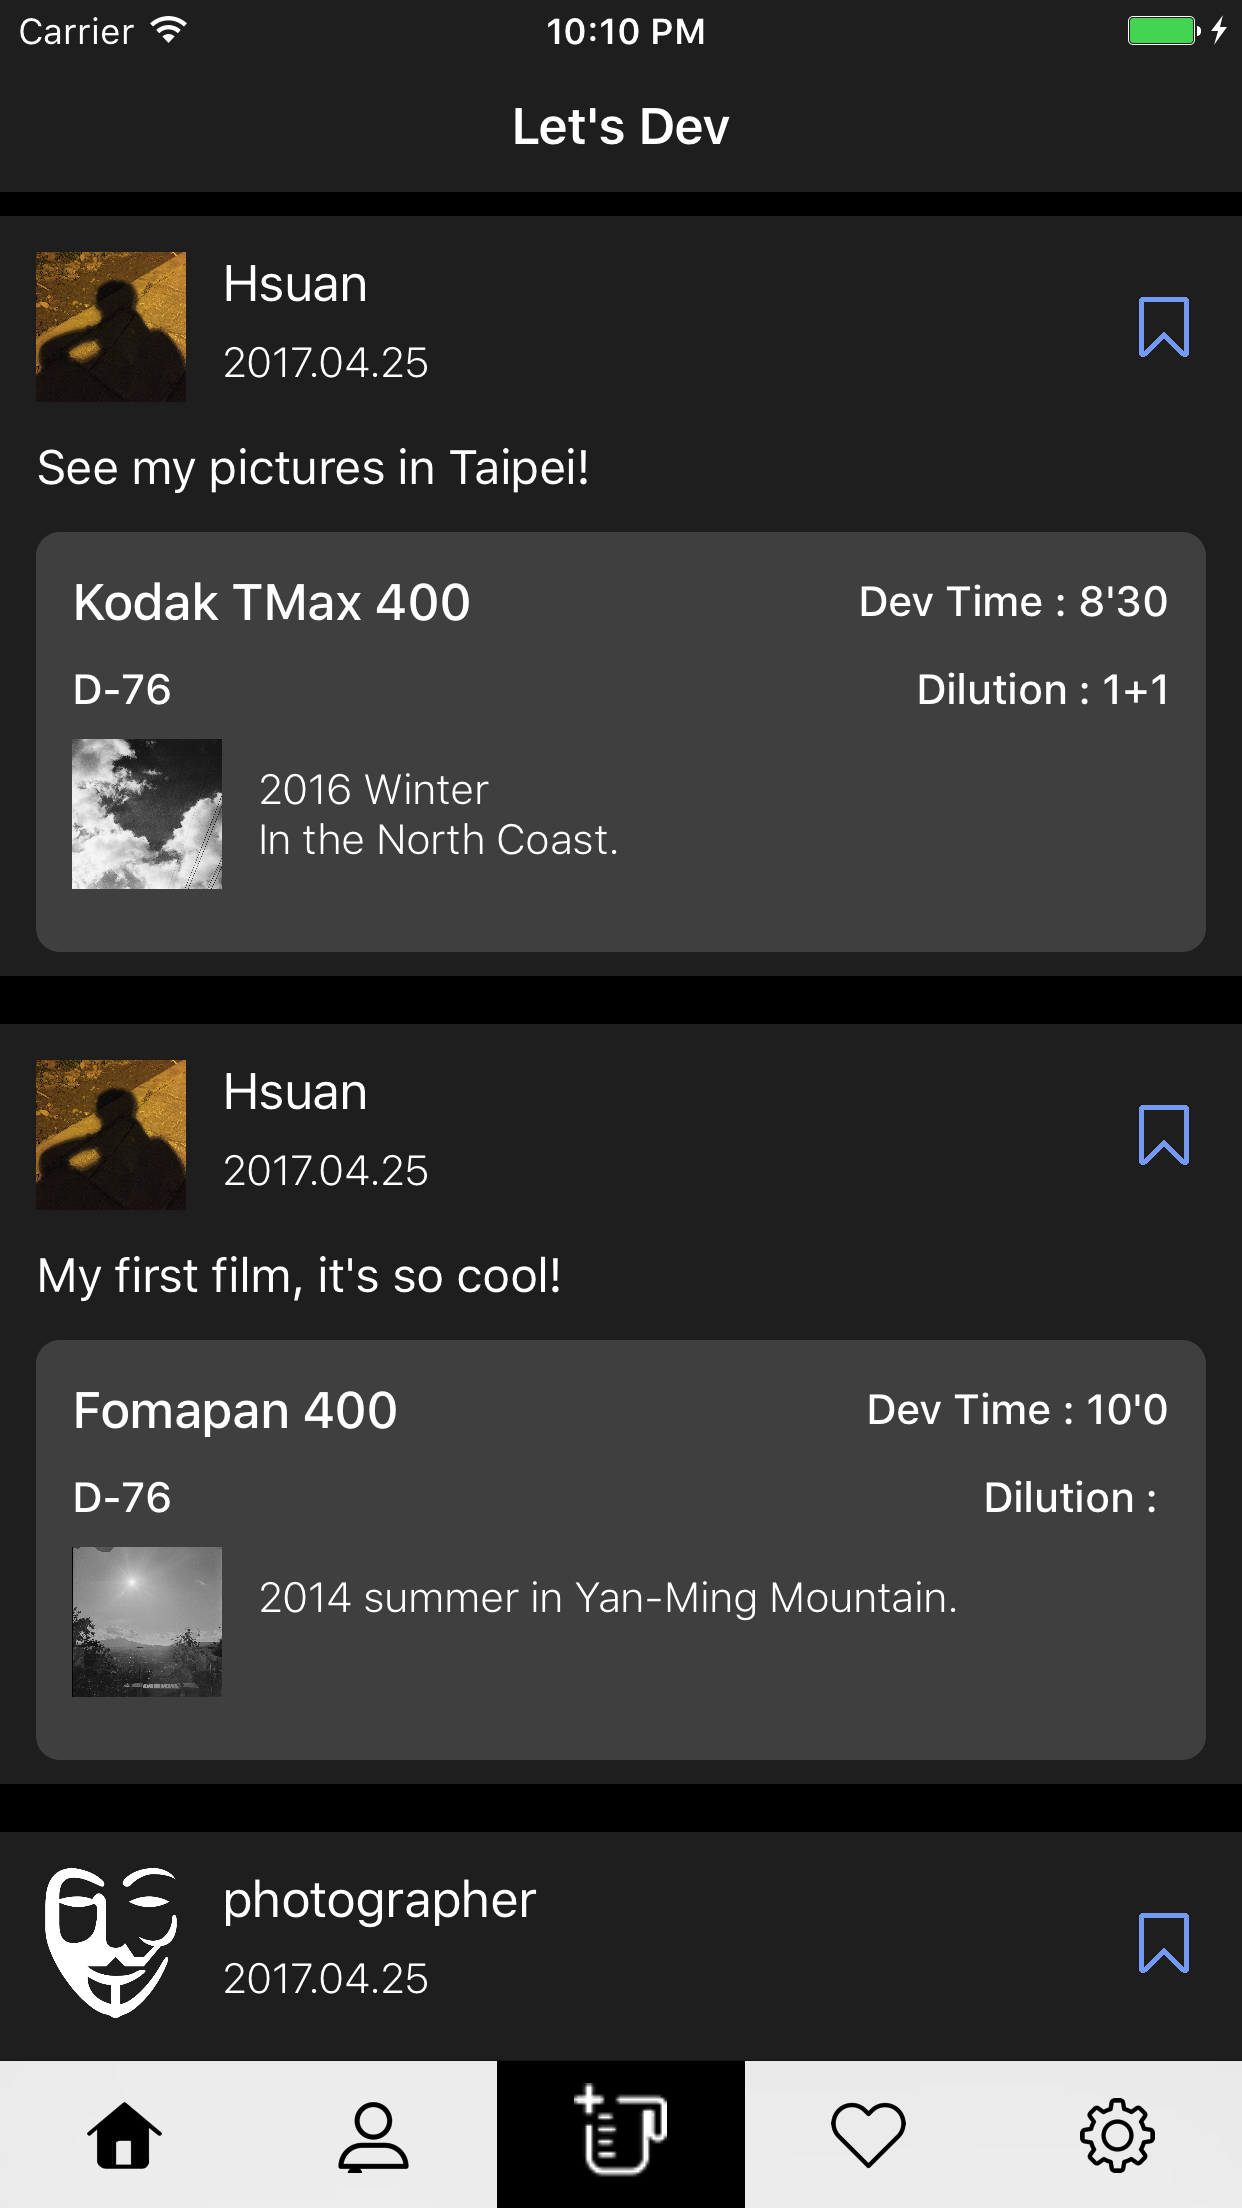 Carrier 10:10 PM
Let's Dev
Hsuan
2017.04.25
See my pictures in Taipei!
Kodak TMax 400 Dev Time : 8'30
D-76 Dilution : 1+1
2016 Winter
In the North Coast.
Hsuan
2017.04.25
My first film, it's so cool!
Fomapan 400 Dev Time : 10'0
D-76 Dilution :
2014 summer in Yan-Ming Mountain.
photographer
2017.04.25